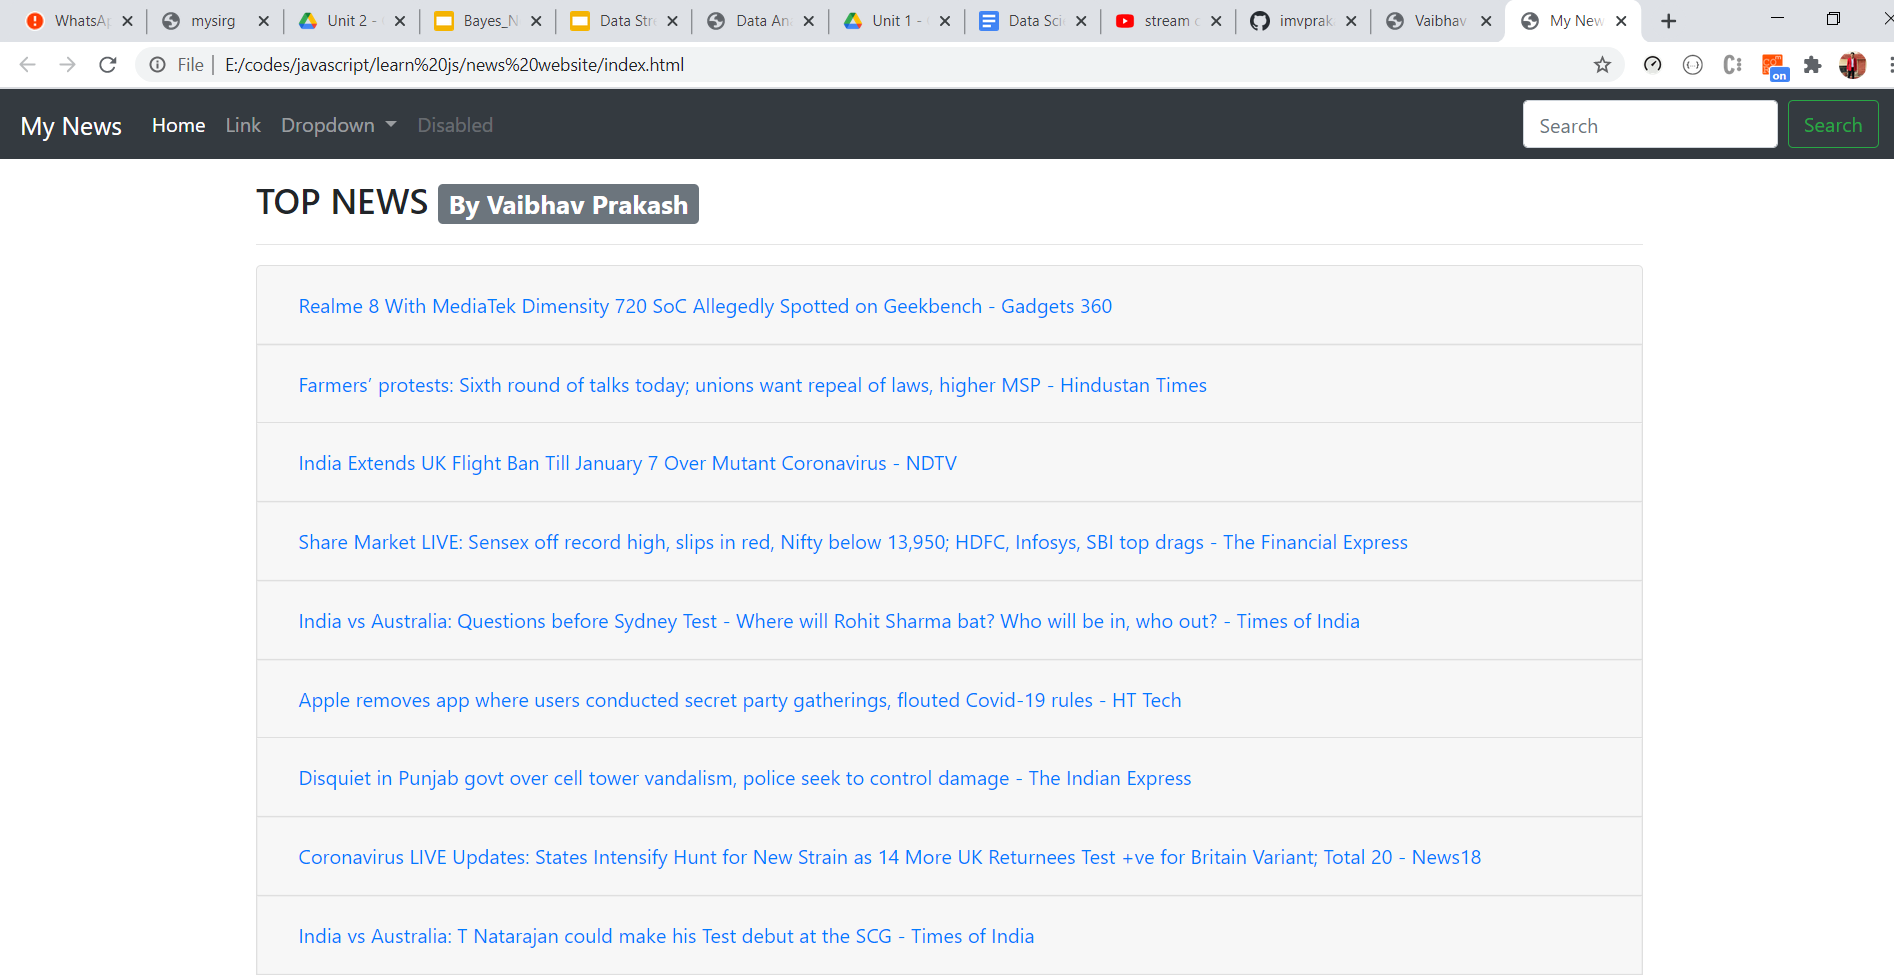 WhatsA
mysirg
Unit 2 -
Bayes_N
Data Str
Data An
Unit 1 -
Data Sci
stream
imvprak
Vaibhav
My New
File
E:/codes/javascript/learn%20js/news%20website/index.html
on
My News
Home
Link
Dropdown
Disabled
Search
Search
TOP NEWS By Vaibhav Prakash
Realme 8 With MediaTek Dimensity 720 SoC Allegedly Spotted on Geekbench - Gadgets 360
Farmers’ protests: Sixth round of talks today; unions want repeal of laws, higher MSP - Hindustan Times
India Extends UK Flight Ban Till January 7 Over Mutant Coronavirus - NDTV
Share Market LIVE: Sensex off record high, slips in red, Nifty below 13,950; HDFC, Infosys, SBI top drags - The Financial Express
India vs Australia: Questions before Sydney Test - Where will Rohit Sharma bat? Who will be in, who out? - Times of India
Apple removes app where users conducted secret party gatherings, flouted Covid-19 rules - HT Tech
Disquiet in Punjab govt over cell tower vandalism, police seek to control damage - The Indian Express
Coronavirus LIVE Updates: States Intensify Hunt for New Strain as 14 More UK Returnees Test +ve for Britain Variant; Total 20 - News18
India vs Australia: T Natarajan could make his Test debut at the SCG - Times of India